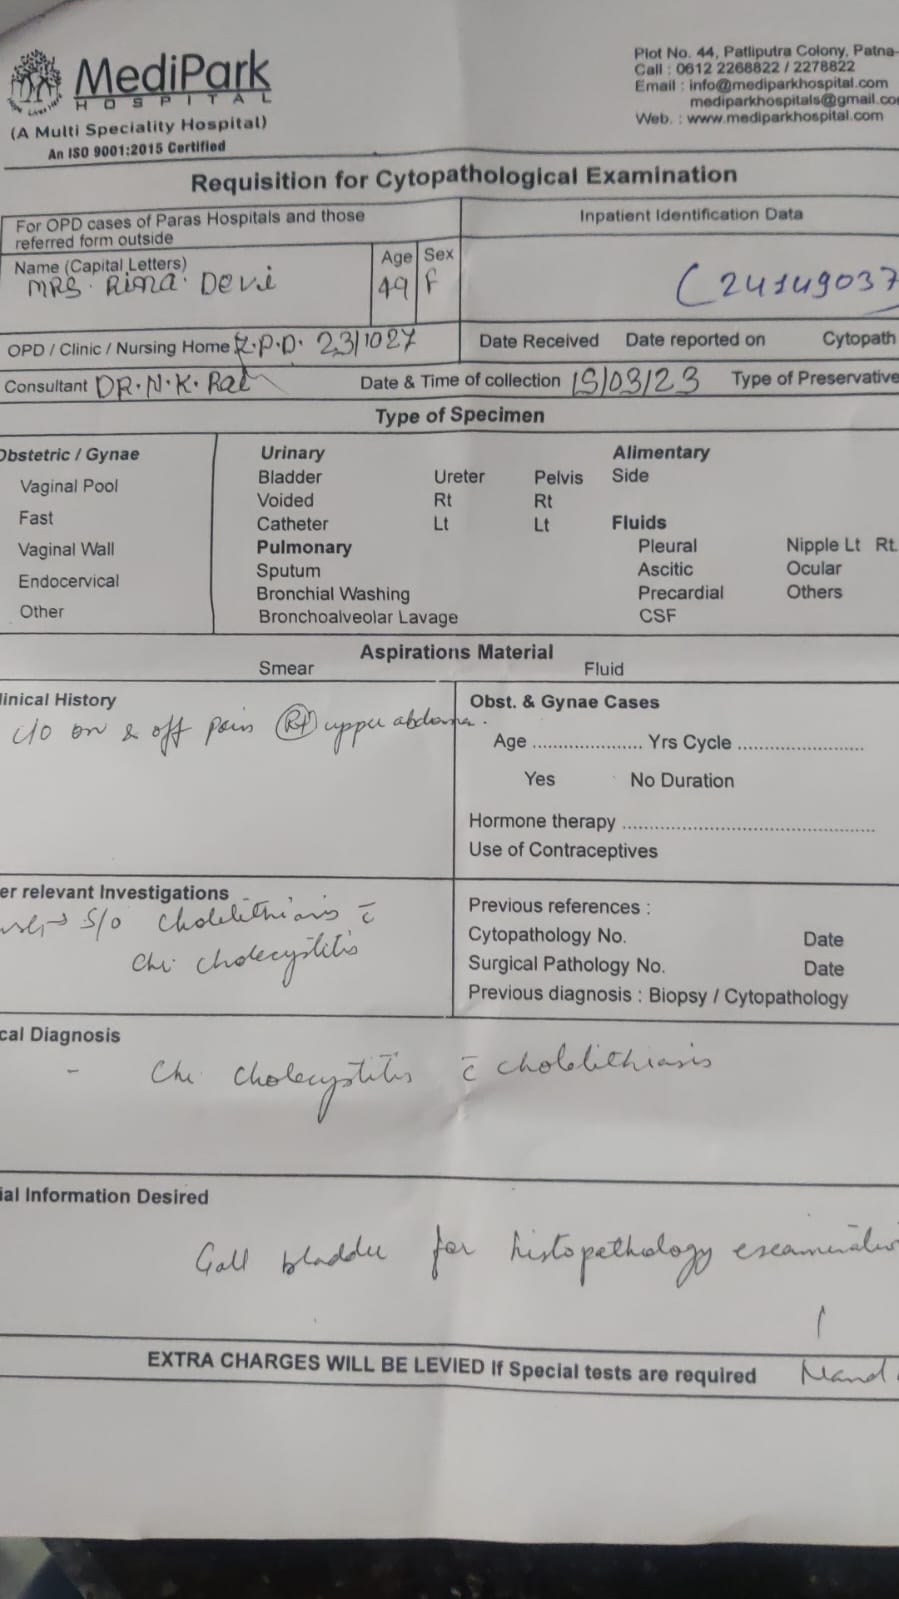 MediPark
HOSPITAL
(A Multi Speciality Hospital)
An ISO 9001:2015 Certified
Plot No. 44, Patliputra Colony, Patna-
Call : 0612 2268822 / 2278822
Email : info@mediparkhospital.com
mediparkhospitals@gmail.co
Web. : www.mediparkhospital.com
Requisition for Cytopathological Examination
For OPD cases of Paras Hospitals and those
referred form outside
Inpatient Identification Data
Name (Capital Letters) Age Sex
MRS. Rina. Devi 49 F
(24149037
OPD / Clinic / Nursing Home I.P.D. 23/1027 Date Received Date reported on Cytopath
Consultant DR.N.K. Rai Date & Time of collection 15/03/23 Type of Preservative
Type of Specimen
Obstetric / Gynae
Vaginal Pool
Fast
Vaginal Wall
Endocervical
Other
Urinary
Bladder Ureter Pelvis
Voided Rt Rt
Catheter Lt Lt
Pulmonary
Sputum
Bronchial Washing
Bronchoalveolar Lavage
Alimentary
Side
Fluids
Pleural Nipple Lt Rt.
Ascitic Ocular
Precardial Others
CSF
Aspirations Material
Smear Fluid
linical History
c/o on & off pain Rt upper abdomen.
Obst. & Gynae Cases
Age ..................... Yrs Cycle ........................
Yes No Duration
Hormone therapy ................................................
Use of Contraceptives
er relevant Investigations
→ S/o cholelithiasis c̄
Chr. cholecystitis
Previous references :
Cytopathology No. Date
Surgical Pathology No. Date
Previous diagnosis : Biopsy / Cytopathology
cal Diagnosis
- Chr cholecystitis c̄ cholelithiasis
ial Information Desired
Gall bladder for histopathology examination
EXTRA CHARGES WILL BE LEVIED If Special tests are required